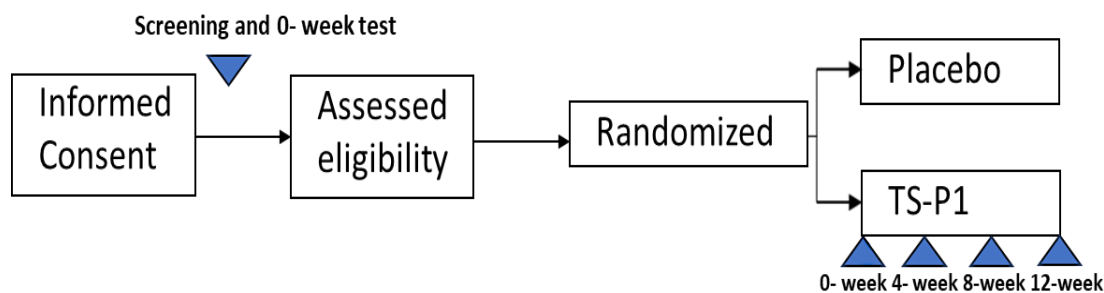 Screening and 0- week test
Informed
Consent
Assessed
eligibility
Randomized
Placebo
TS-P1
0- week 4- week 8-week 12-week